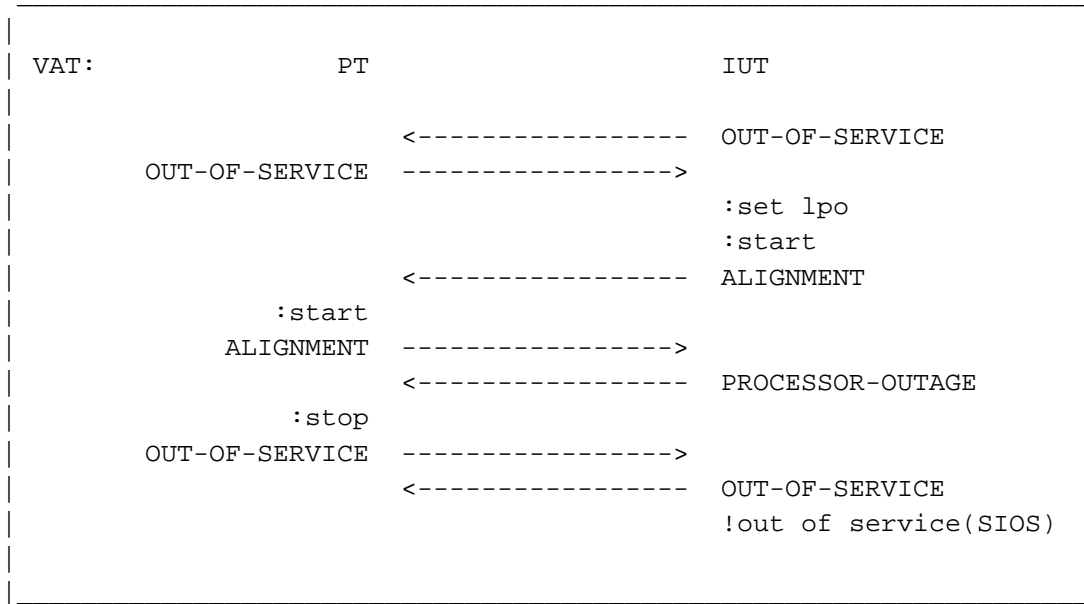 VAT: PT IUT
<----------------- OUT-OF-SERVICE
OUT-OF-SERVICE ----------------->
:set lpo
:start
<----------------- ALIGNMENT
:start
ALIGNMENT ----------------->
<----------------- PROCESSOR-OUTAGE
:stop
OUT-OF-SERVICE ----------------->
<----------------- OUT-OF-SERVICE
!out of service(SIOS)